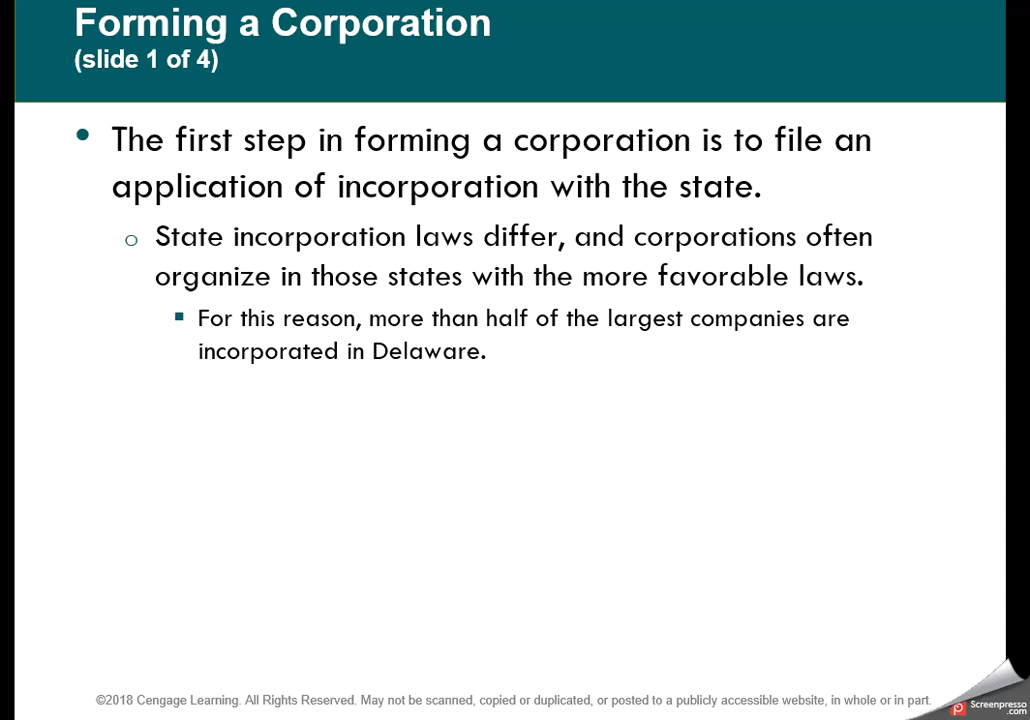 Forming a Corporation
(slide 1 of 4)
• The first step in forming a corporation is to file an
application of incorporation with the state.
o State incorporation laws differ, and corporations often
organize in those states with the more favorable laws.
▪ For this reason, more than half of the largest companies are
incorporated in Delaware.
©2018 Cengage Learning. All Rights Reserved. May not be scanned, copied or duplicated, or posted to a publicly accessible website, in whole or in part.
Screenpresso
.com